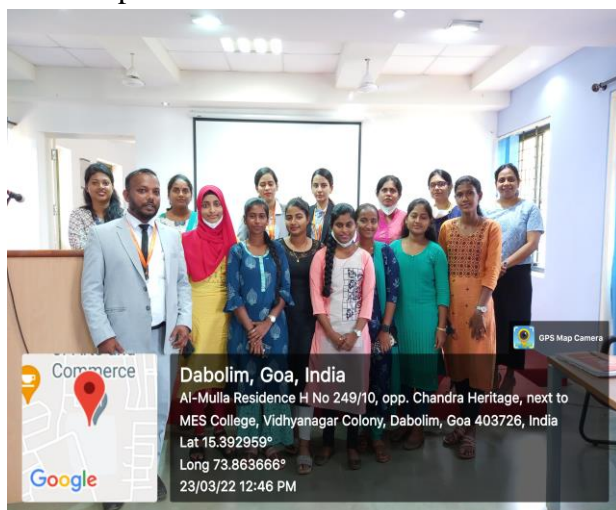 GPS Map Camera
Commerce
Google
Dabolim, Goa, India
Al-Mulla Residence H No 249/10, opp. Chandra Heritage, next to
MES College, Vidhyanagar Colony, Dabolim, Goa 403726, India
Lat 15.392959°
Long 73.863666°
23/03/22 12:46 PM